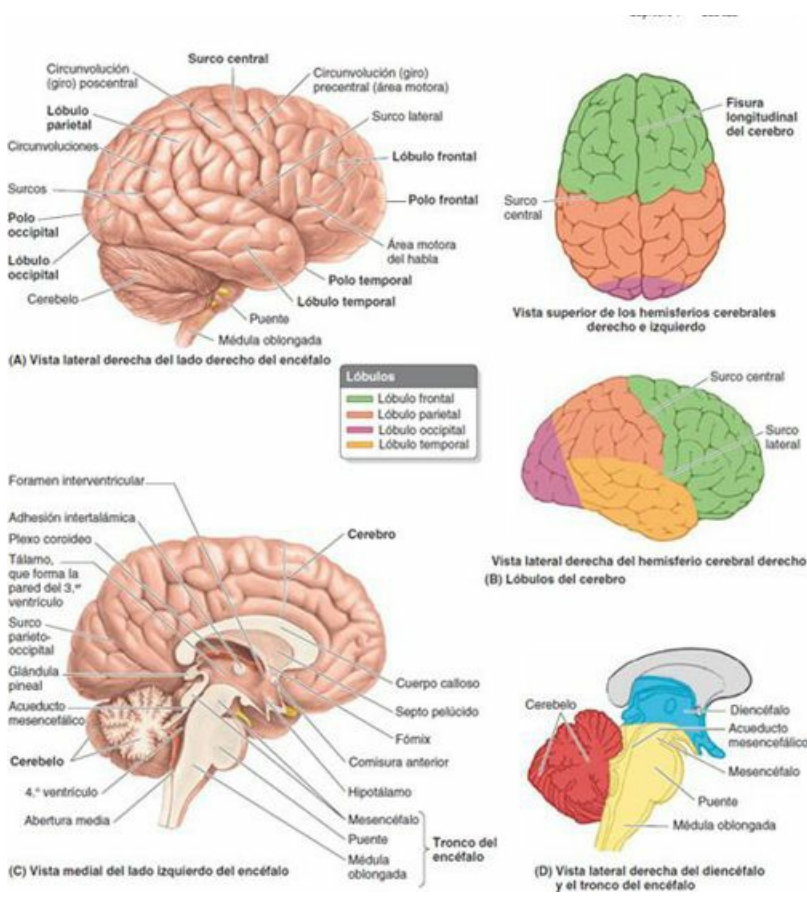 Surco central
Circunvolución
(giro) poscentral
Circunvolución (giro)
precentral (área motora)
Lóbulo
parietal
Surco lateral
Circunvoluciones
Lóbulo frontal
Surcos
Polo frontal
Polo
occipital
Área motora
del habla
Lóbulo
occipital
Polo temporal
Cerebelo
Lóbulo temporal
Puente
Médula oblongada
(A) Vista lateral derecha del lado derecho del encéfalo
Fisura
longitudinal
del cerebro
Surco
central
Vista superior de los hemisferios cerebrales
derecho e izquierdo
Lóbulos
Lóbulo frontal
Lóbulo parietal
Lóbulo occipital
Lóbulo temporal
Surco central
Surco
lateral
Vista lateral derecha del hemisferio cerebral derecho
(B) Lóbulos del cerebro
Foramen interventricular
Adhesión intertalámica
Plexo coroideo
Tálamo,
que forma la
pared del 3.er
ventrículo
Surco
parieto-
occipital
Glándula
pineal
Acueducto
mesencefálico
Cerebelo
4.º ventrículo
Abertura media
Cerebro
Cuerpo calloso
Septo pelúcido
Fórnix
Comisura anterior
Hipotálamo
Mesencéfalo
Puente
Médula
oblongada
Tronco del
encéfalo
(C) Vista medial del lado izquierdo del encéfalo
Cerebelo
Diencéfalo
Acueducto
mesencefálico
Mesencéfalo
Puente
Médula oblongada
(D) Vista lateral derecha del diencéfalo
y el tronco del encéfalo